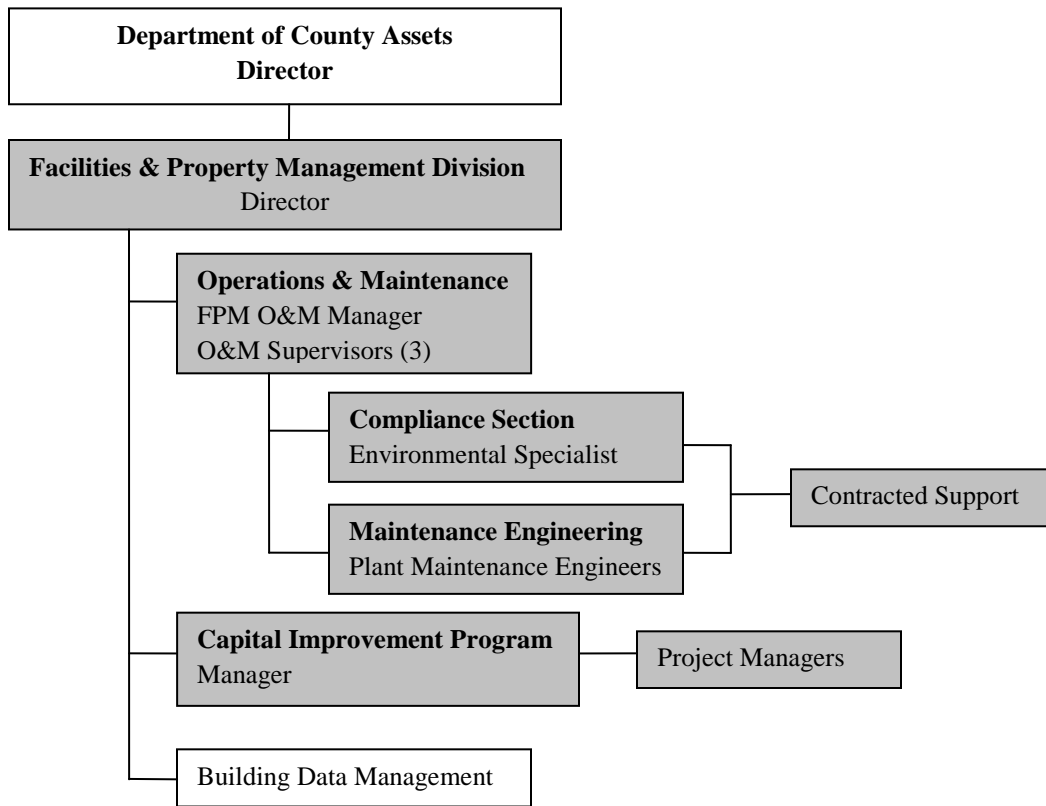 Department of County Assets
Director
Facilities & Property Management Division
Director
Operations & Maintenance
FPM O&M Manager
O&M Supervisors (3)
Compliance Section
Environmental Specialist
Contracted Support
Maintenance Engineering
Plant Maintenance Engineers
Capital Improvement Program
Manager
Project Managers
Building Data Management